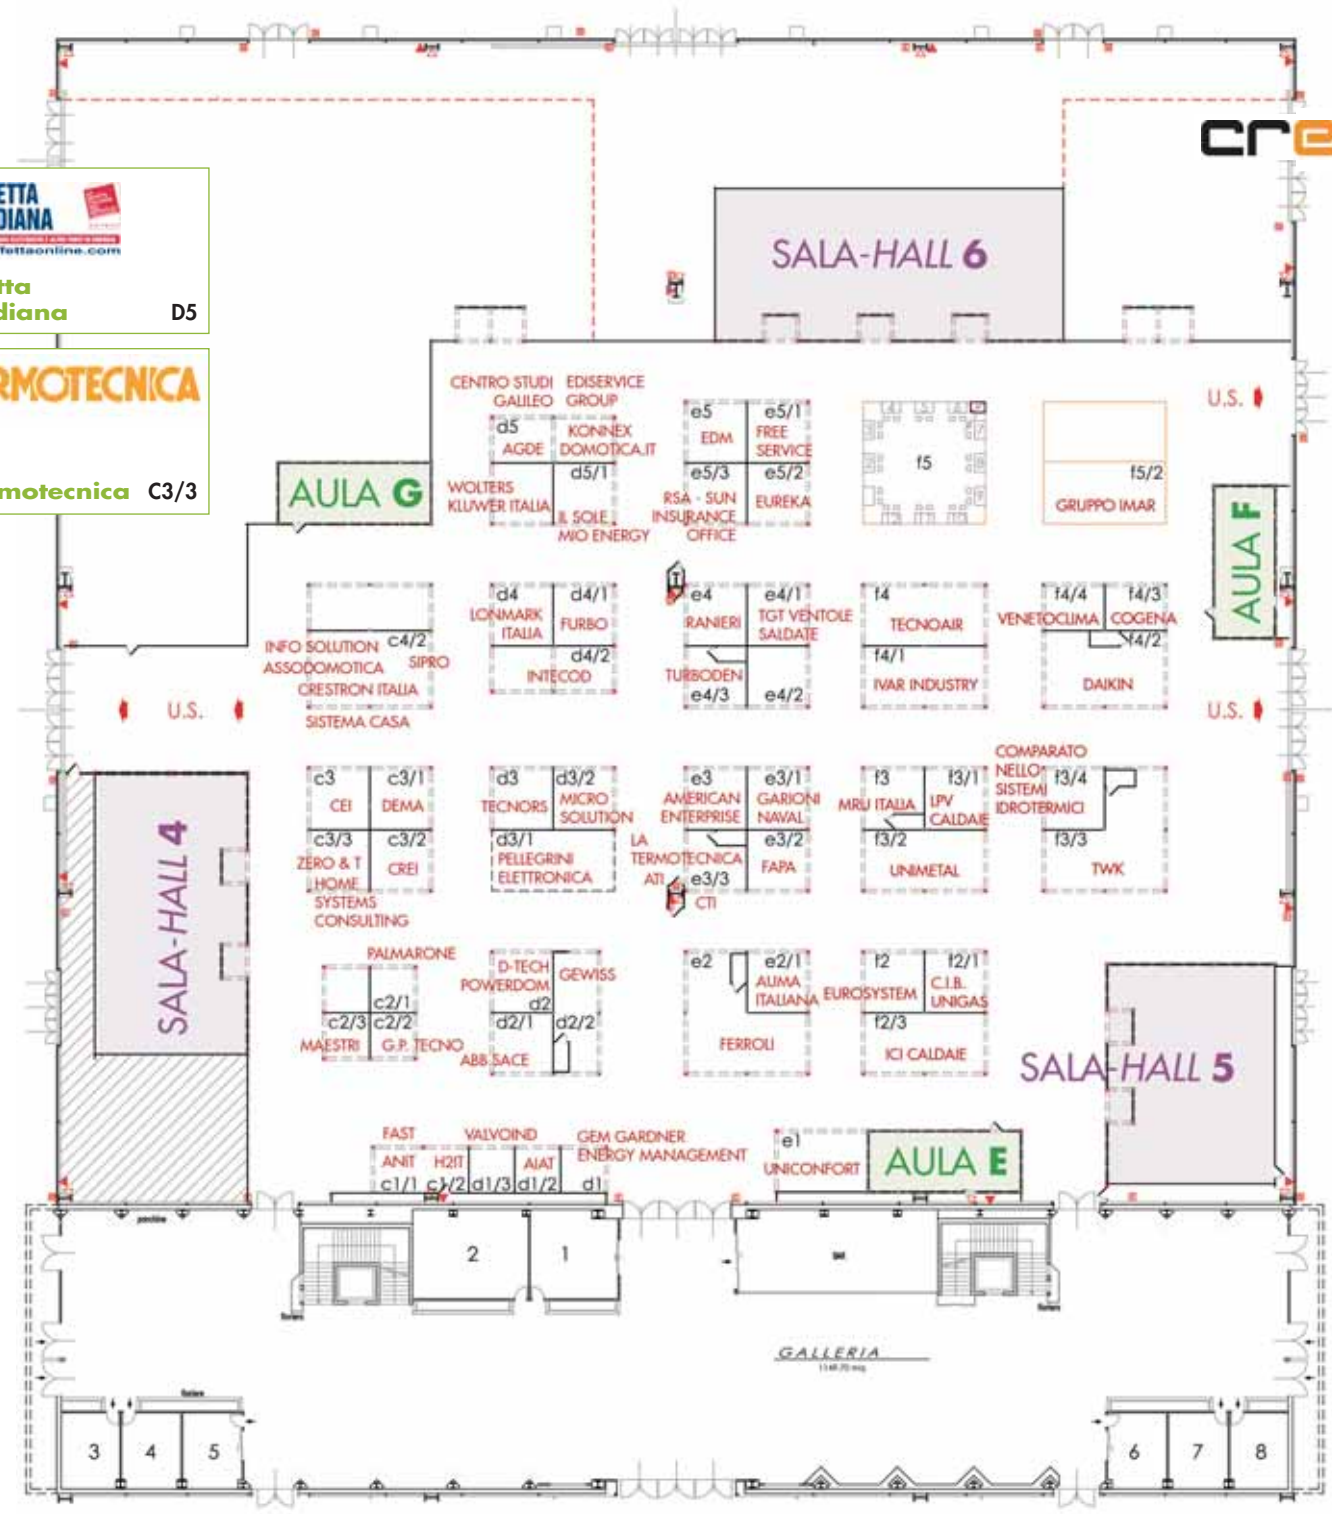 cre
ETTA
DIANA
fettaonline.com
tta
diana D5
RMOTECNICA
motecnica C3/3
SALA-HALL 6
CENTRO STUDI GALILEO
EDISERVICE GROUP
d5
AGDE
KONNEX
DOMOTICA.IT
d5/1
WOLTERS
KLUWER ITALIA
IL SOLE
MIO ENERGY
e5
EDM
e5/1
FREE
SERVICE
e5/3
RSA - SUN
INSURANCE
OFFICE
e5/2
EUREKA
f5
f5/2
GRUPPO IMAR
U.S.
AULA G
AULA F
c4/2
INFO SOLUTION
ASSODOMOTICA
SIPRO
CRESTRON ITALIA
SISTEMA CASA
d4
LONMARK
ITALIA
d4/1
FURBO
d4/2
INTECOD
e4
RANIERI
e4/1
TGT VENTOLE
SALDATE
TURBODEN
e4/3
e4/2
f4
TECNOAIR
f4/1
IVAR INDUSTRY
f4/4
VENETOCLIMA
f4/3
COGENA
f4/2
DAIKIN
U.S.
U.S.
c3
CEI
c3/1
DEMA
c3/3
ZERO & T
HOME
SYSTEMS
CONSULTING
c3/2
CREI
d3
TECNORS
d3/2
MICRO
SOLUTION
d3/1
PELLEGRINI
ELETTRONICA
e3
AMERICAN
ENTERPRISE
e3/1
GARIONI
NAVAL
LA
TERMOTECNICA
ATI
e3/3
CTI
e3/2
FAPA
f3
MRU ITALIA
f3/1
LPV
CALDAIE
f3/2
UNIMETAL
COMPARATO
NELLO
SISTEMI
IDROTERMICI
f3/4
f3/3
TWK
SALA-HALL 4
PALMARONE
c2/1
c2/3
MAESTRI
c2/2
G.P. TECNO
D-TECH
POWERDOM
d2
GEWISS
d2/1
d2/2
ABB SACE
e2
e2/1
AUMA
ITALIANA
FERROLI
f2
EUROSYSTEM
f2/1
C.I.B.
UNIGAS
f2/3
ICI CALDAIE
SALA-HALL 5
FAST
VALVOIND
GEM GARDNER
ENERGY MANAGEMENT
ANIT
H2IT
AIAT
c1/1
c1/2
d1/3
d1/2
d1
e1
UNICONFORT
AULA E
2
1
GALLERIA
3
4
5
6
7
8